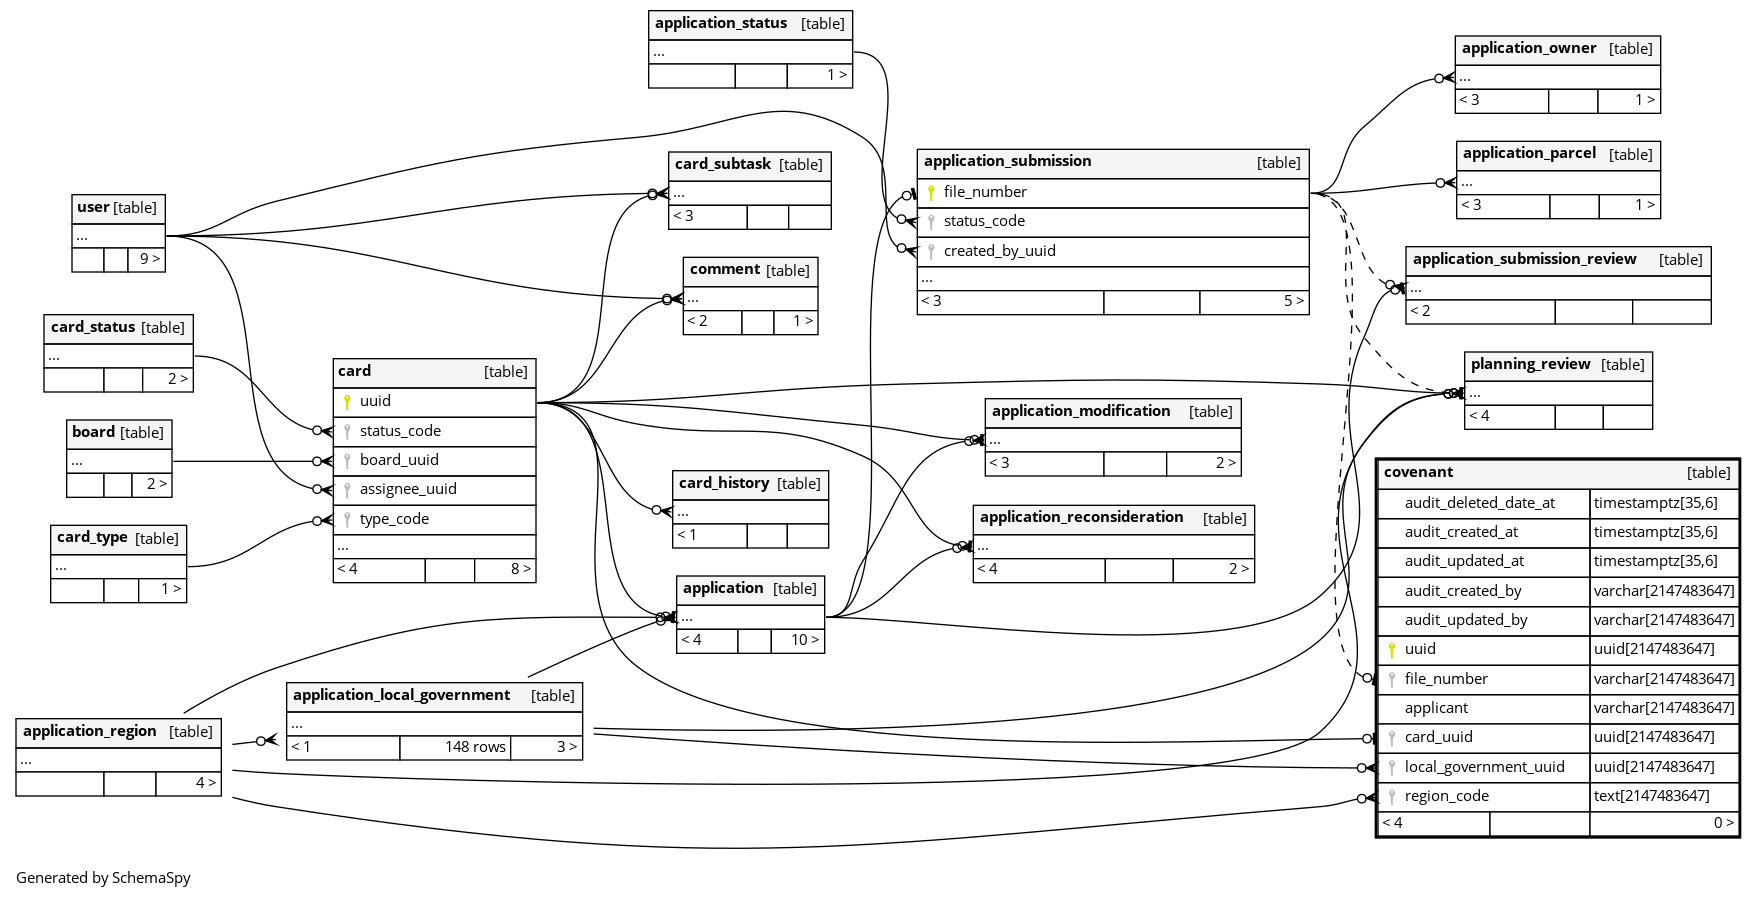 application_status [table]
...
1 >
application_owner [table]
...
< 3 1 >
application_parcel [table]
...
< 3 1 >
application_submission [table]
file_number
status_code
created_by_uuid
...
< 3 5 >
card_subtask [table]
...
< 3
user [table]
...
9 >
comment [table]
...
< 2 1 >
application_submission_review [table]
...
< 2
card_status [table]
...
2 >
card [table]
uuid
status_code
board_uuid
assignee_uuid
type_code
...
< 4 8 >
planning_review [table]
...
< 4
board [table]
...
2 >
application_modification [table]
...
< 3 2 >
card_history [table]
...
< 1
application_reconsideration [table]
...
< 4 2 >
card_type [table]
...
1 >
application [table]
...
< 4 10 >
covenant [table]
audit_deleted_date_at timestamptz[35,6]
audit_created_at timestamptz[35,6]
audit_updated_at timestamptz[35,6]
audit_created_by varchar[2147483647]
audit_updated_by varchar[2147483647]
uuid uuid[2147483647]
file_number varchar[2147483647]
applicant varchar[2147483647]
card_uuid uuid[2147483647]
local_government_uuid uuid[2147483647]
region_code text[2147483647]
< 4 0 >
application_local_government [table]
...
< 1 148 rows 3 >
application_region [table]
...
4 >
Generated by SchemaSpy